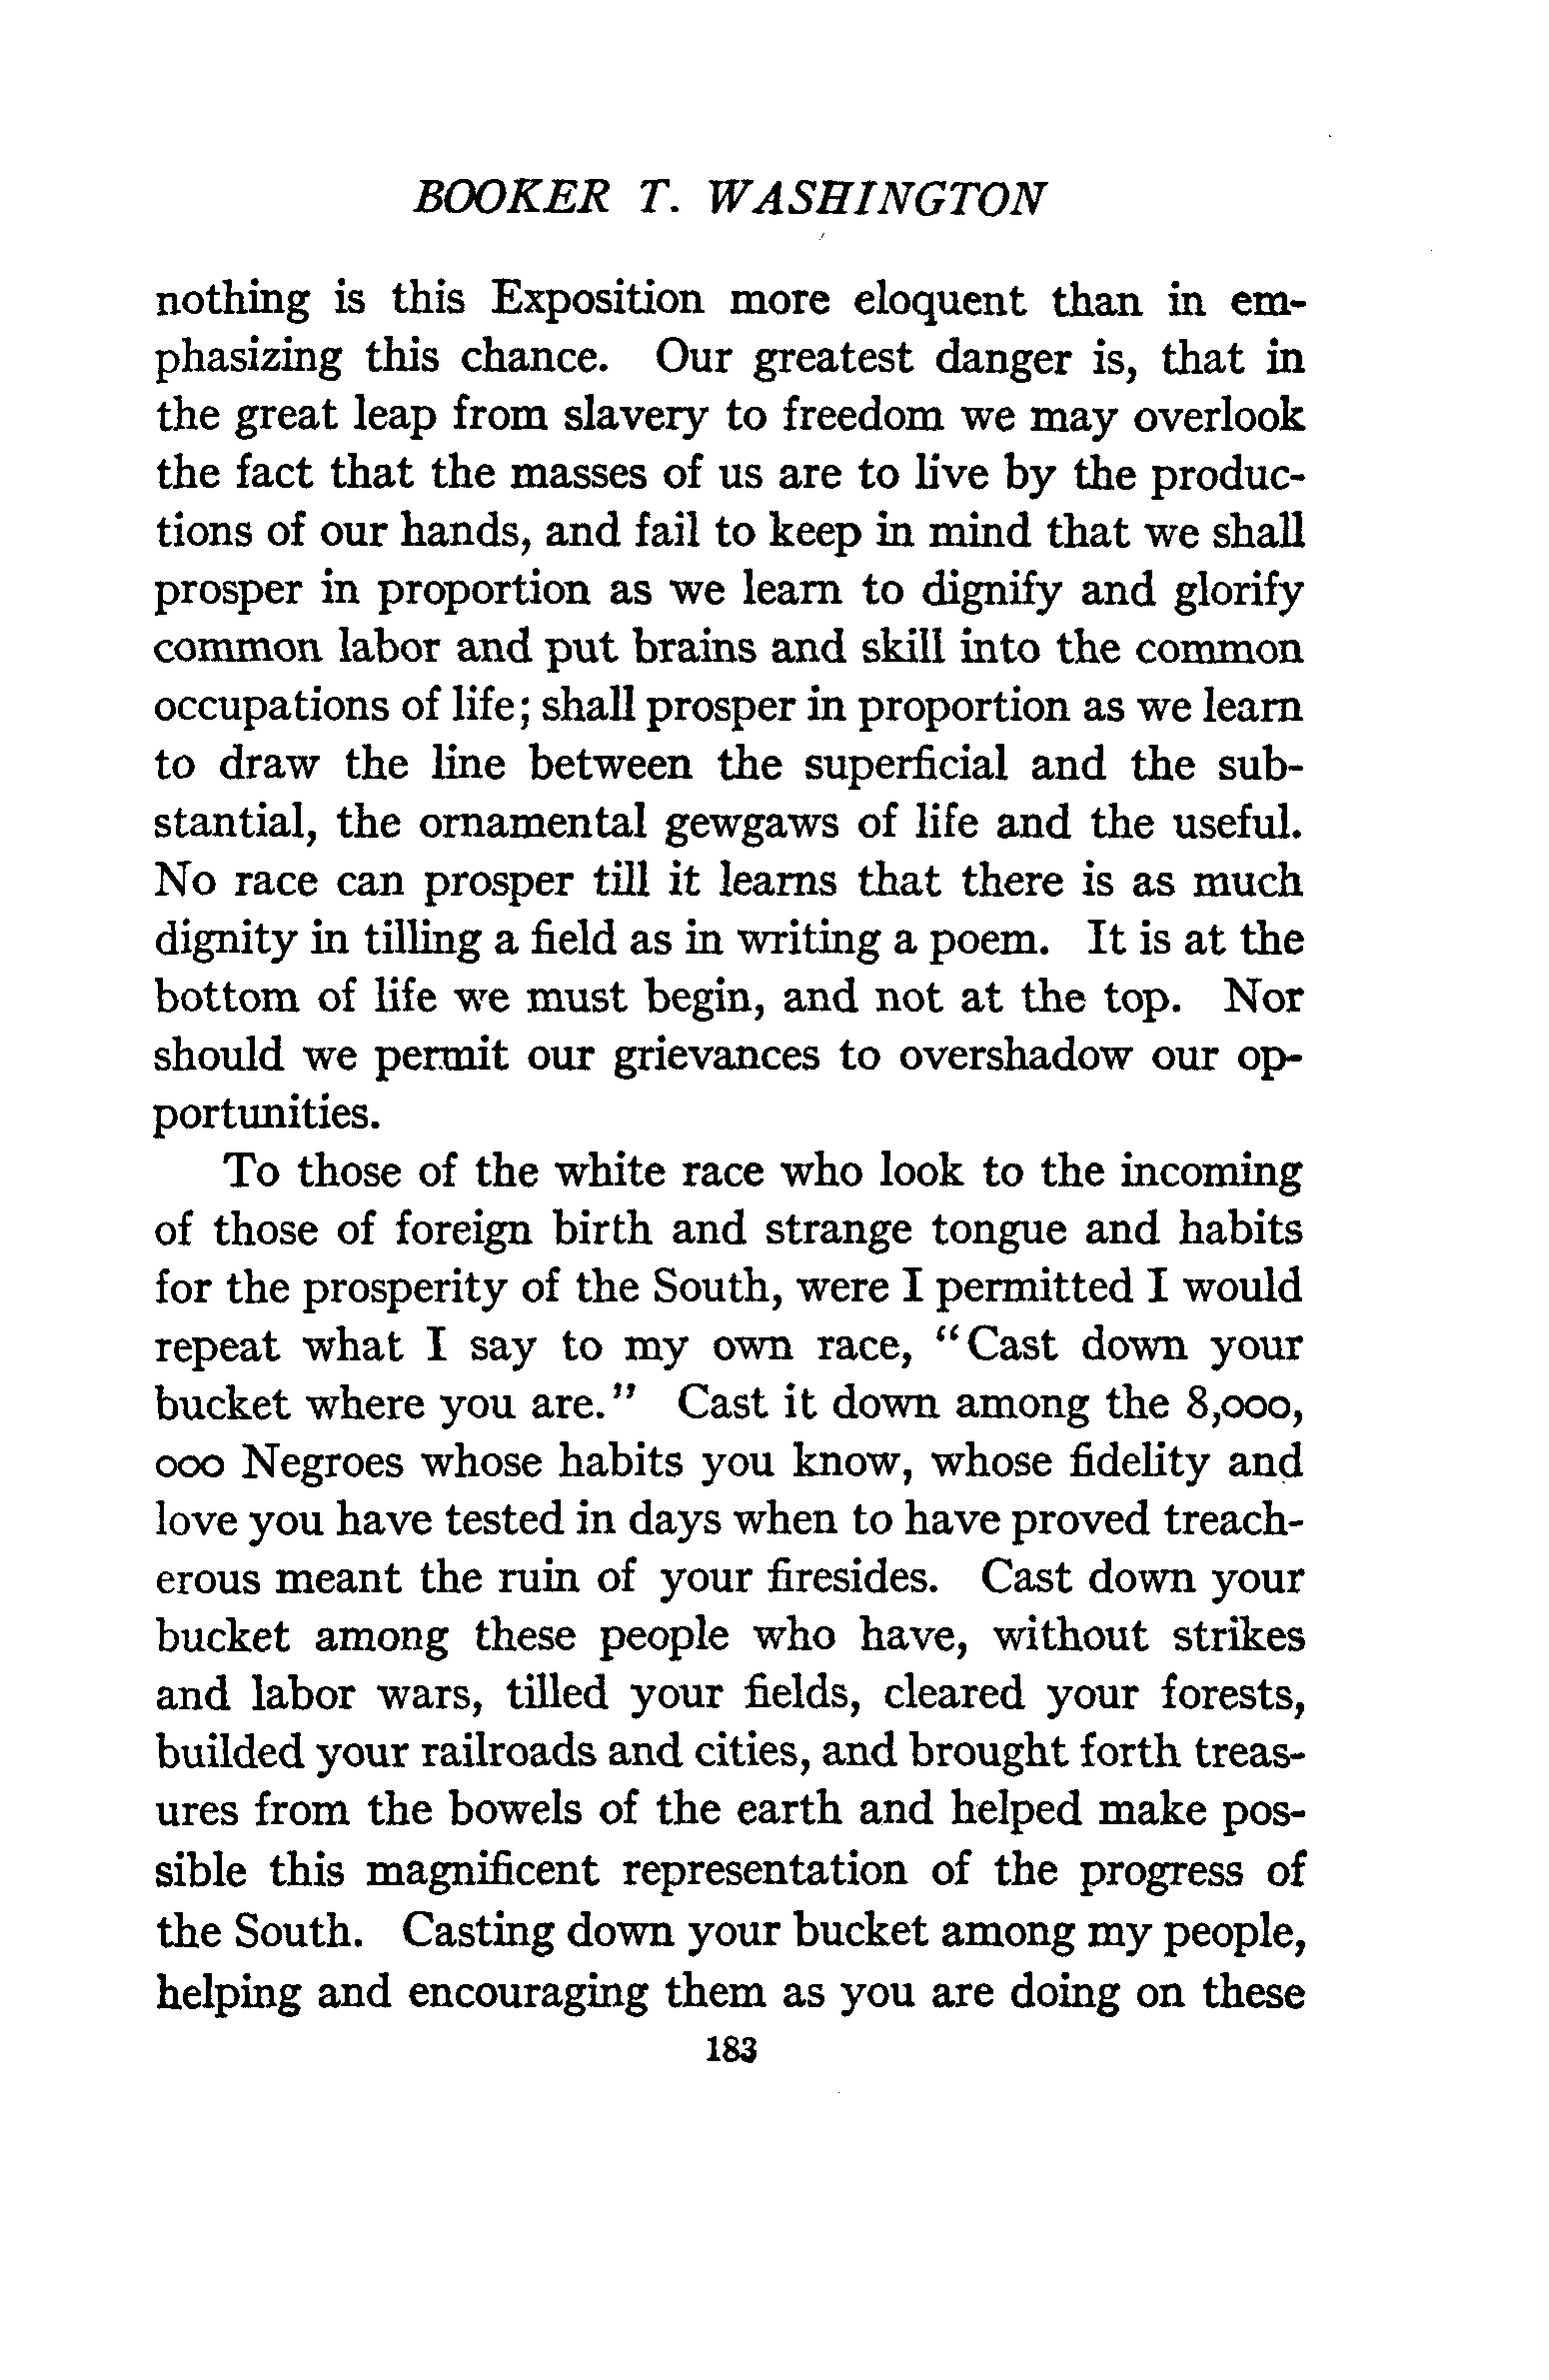 BOOKER T. WASHINGTON
nothing is this Exposition more eloquent than in em-
phasizing this chance. Our greatest danger is, that in
the great leap from slavery to freedom we may overlook
the fact that the masses of us are to live by the produc-
tions of our hands, and fail to keep in mind that we shall
prosper in proportion as we learn to dignify and glorify
common labor and put brains and skill into the common
occupations of life; shall prosper in proportion as we learn
to draw the line between the superficial and the sub-
stantial, the ornamental gewgaws of life and the useful.
No race can prosper till it learns that there is as much
dignity in tilling a field as in writing a poem. It is at the
bottom of life we must begin, and not at the top. Nor
should we permit our grievances to overshadow our op-
portunities.
To those of the white race who look to the incoming
of those of foreign birth and strange tongue and habits
for the prosperity of the South, were I permitted I would
repeat what I say to my own race, "Cast down your
bucket where you are." Cast it down among the 8,000,
000 Negroes whose habits you know, whose fidelity and
love you have tested in days when to have proved treach-
erous meant the ruin of your firesides. Cast down your
bucket among these people who have, without strikes
and labor wars, tilled your fields, cleared your forests,
builded your railroads and cities, and brought forth treas-
ures from the bowels of the earth and helped make pos-
sible this magnificent representation of the progress of
the South. Casting down your bucket among my people,
helping and encouraging them as you are doing on these
183